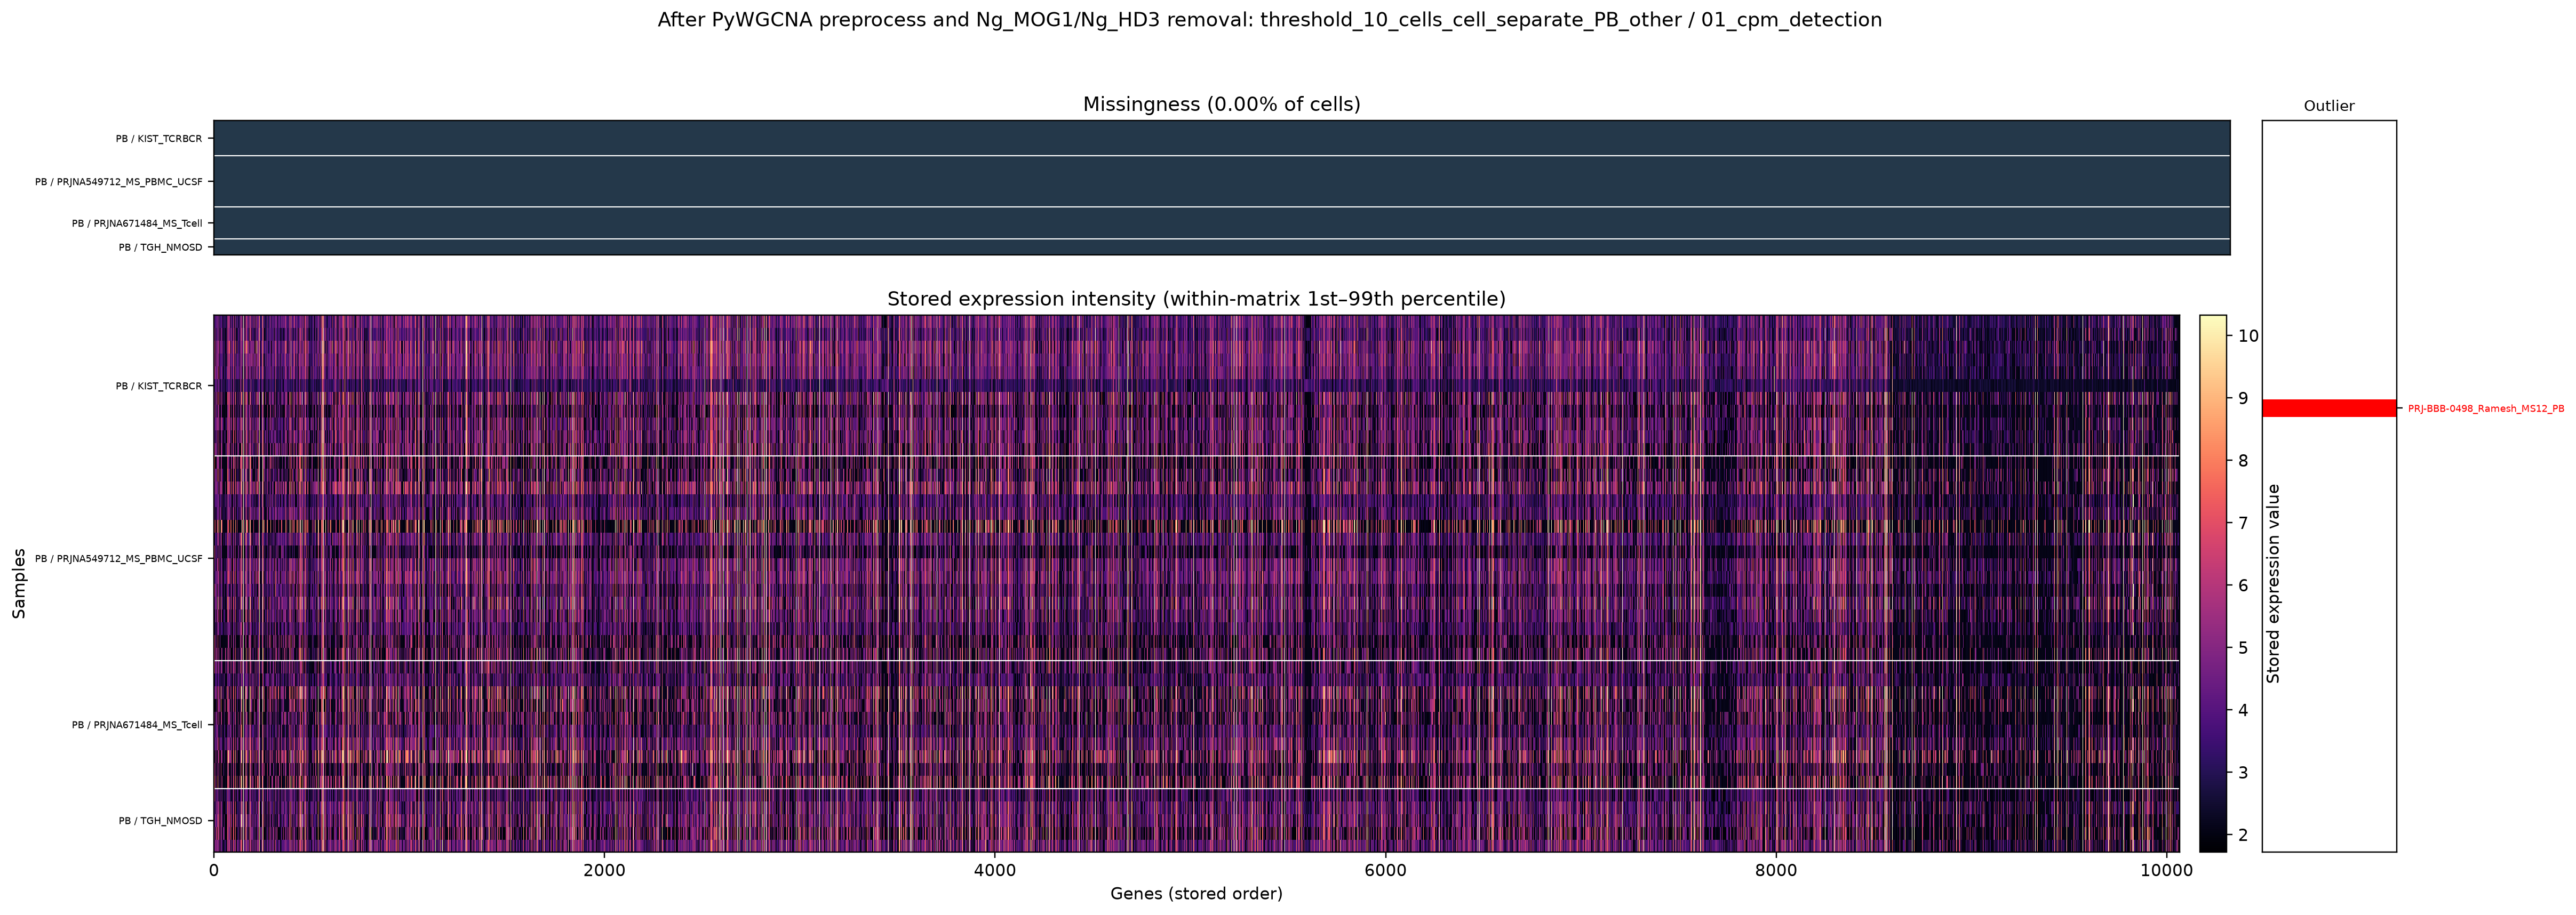 After PyWGCNA preprocess and Ng_MOG1/Ng_HD3 removal: threshold_10_cells_cell_separate_PB_other / 01_cpm_detection
Missingness (0.00% of cells)
Outlier
PB / KIST_TCRBCR
PB / PRJNA549712_MS_PBMC_UCSF
PB / PRJNA671484_MS_Tcell
PB / TGH_NMOSD
Stored expression intensity (within-matrix 1st–99th percentile)
Samples
PB / KIST_TCRBCR
PB / PRJNA549712_MS_PBMC_UCSF
PB / PRJNA671484_MS_Tcell
PB / TGH_NMOSD
0
2000
4000
6000
8000
10000
Genes (stored order)
10
9
8
7
6
5
4
3
2
Stored expression value
PRJ-BBB-0498_Ramesh_MS12_PB